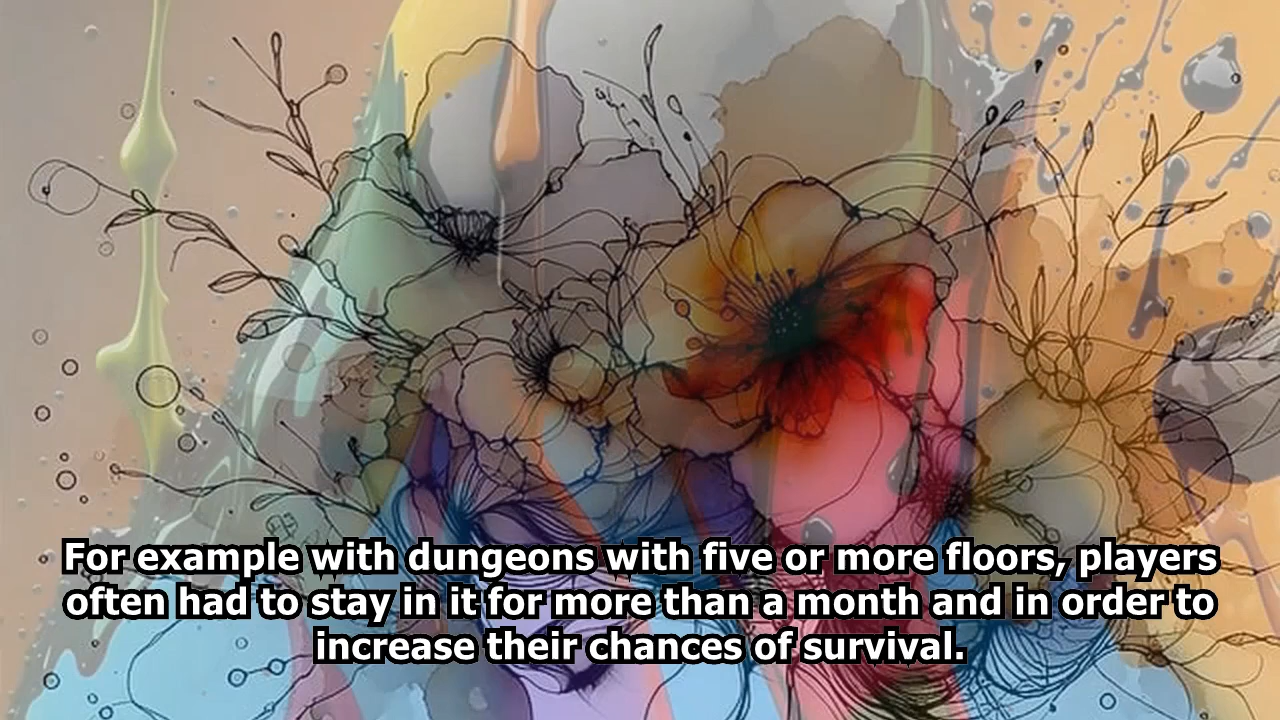 For example with dungeons with five or more floors, players
often had to stay in it for more than a month and in order to
increase their chances of survival.